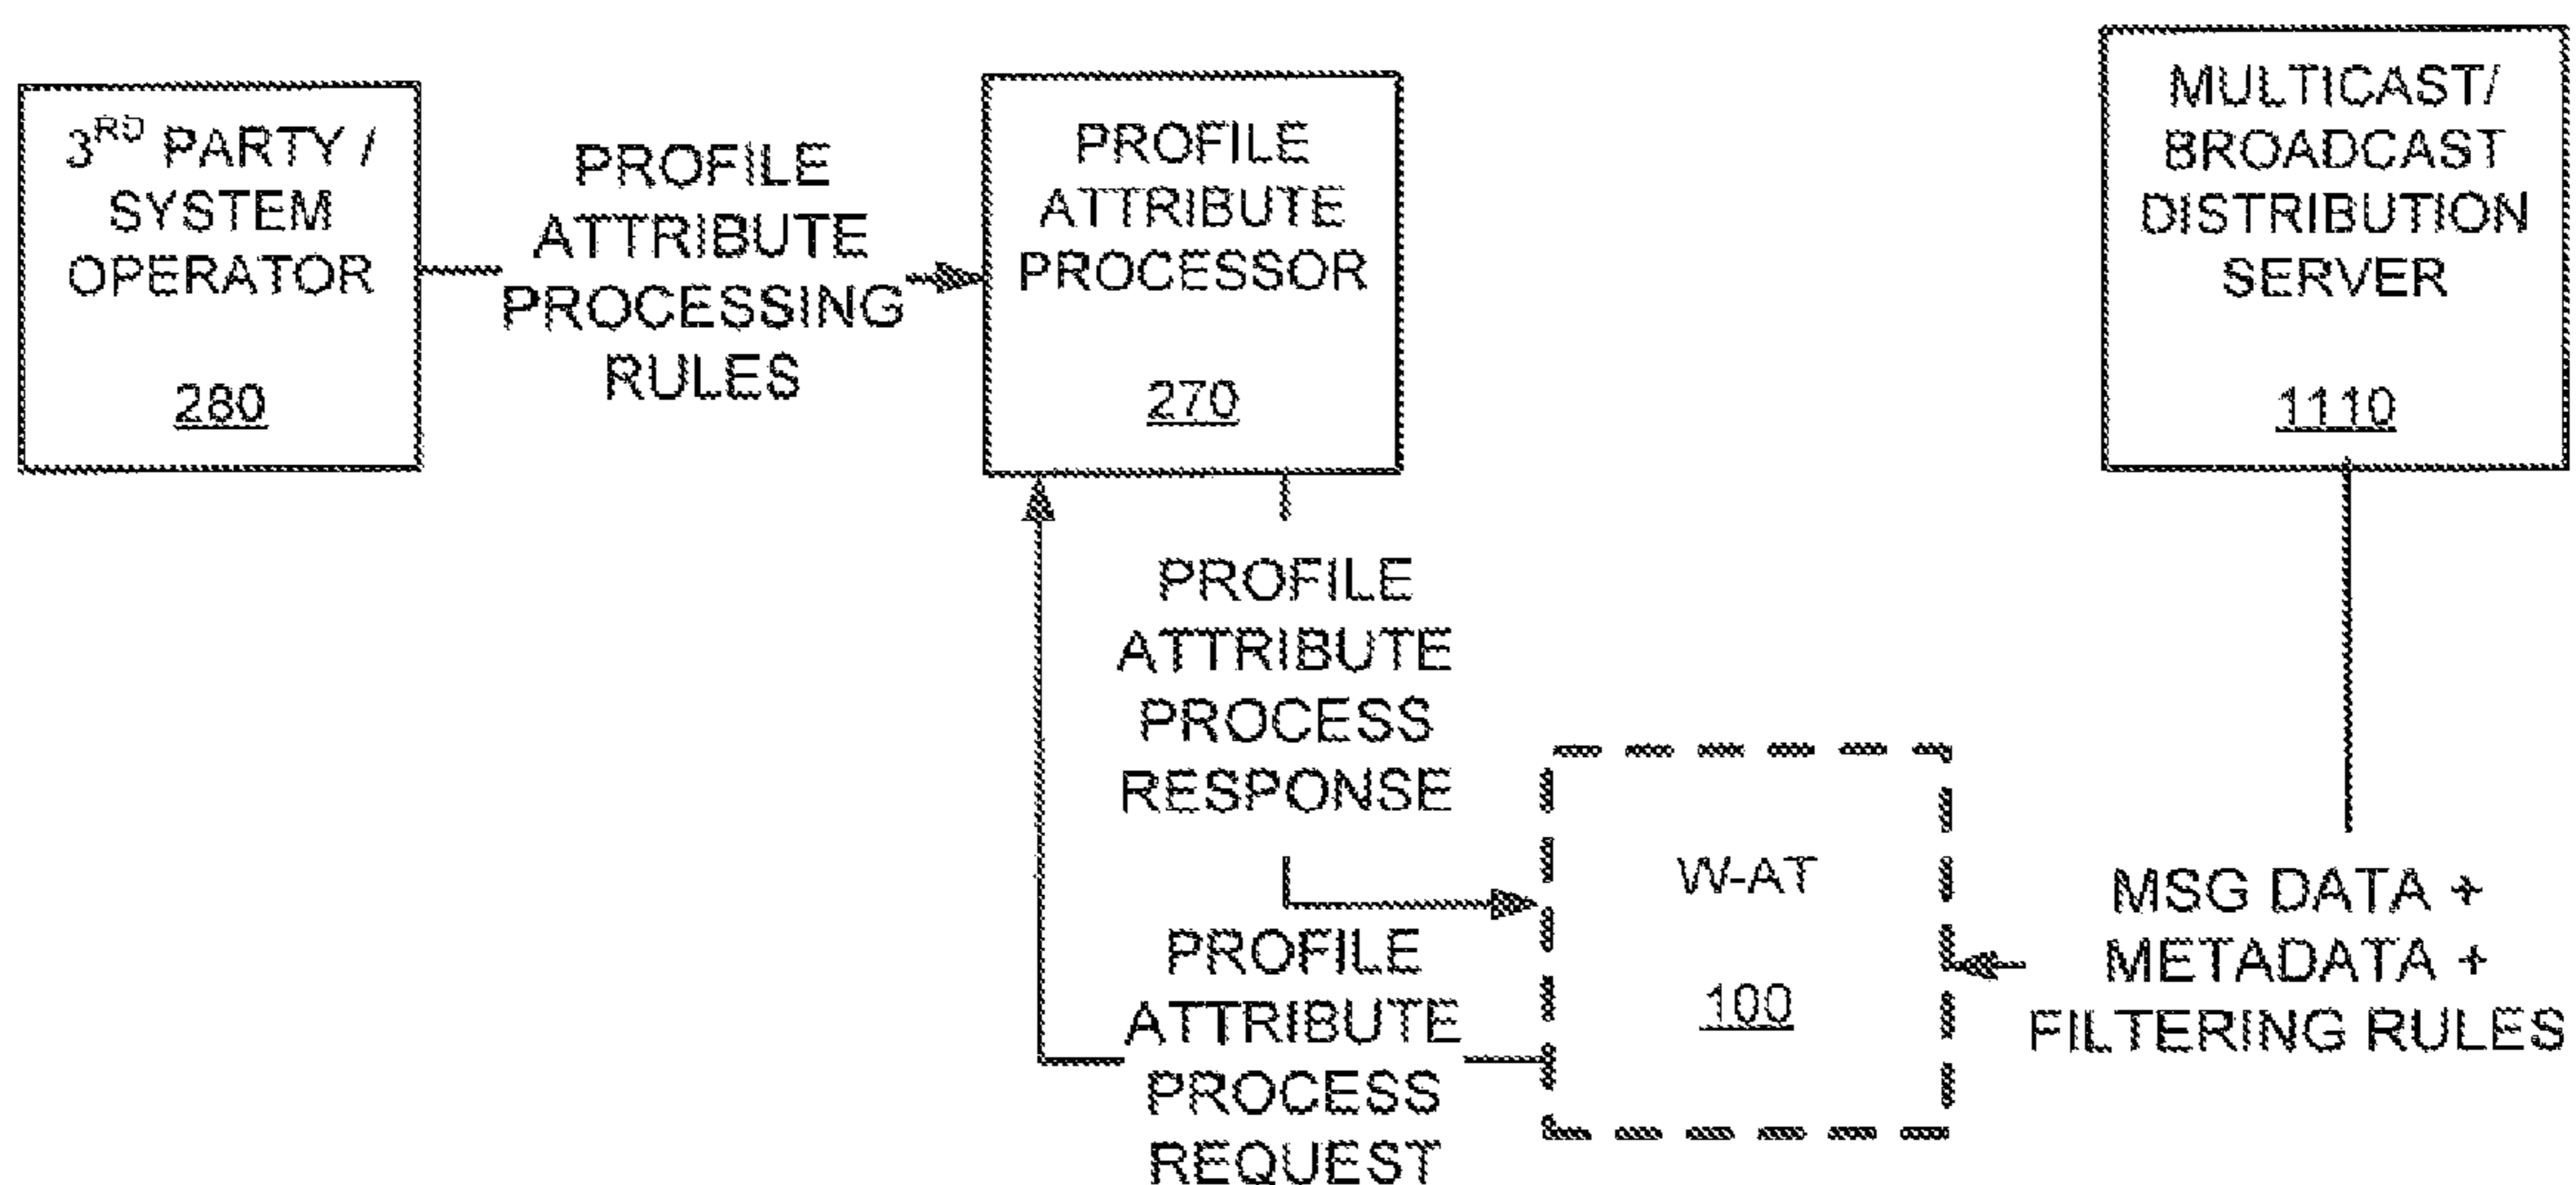 3RD PARTY /
SYSTEM
OPERATOR
280
PROFILE
ATTRIBUTE
PROCESSING
RULES
PROFILE
ATTRIBUTE
PROCESSOR
270
MULTICAST/
BROADCAST
DISTRIBUTION
SERVER
1110
PROFILE
ATTRIBUTE
PROCESS
RESPONSE
PROFILE
ATTRIBUTE
PROCESS
REQUEST
W-AT
100
MSG DATA +
METADATA +
FILTERING RULES